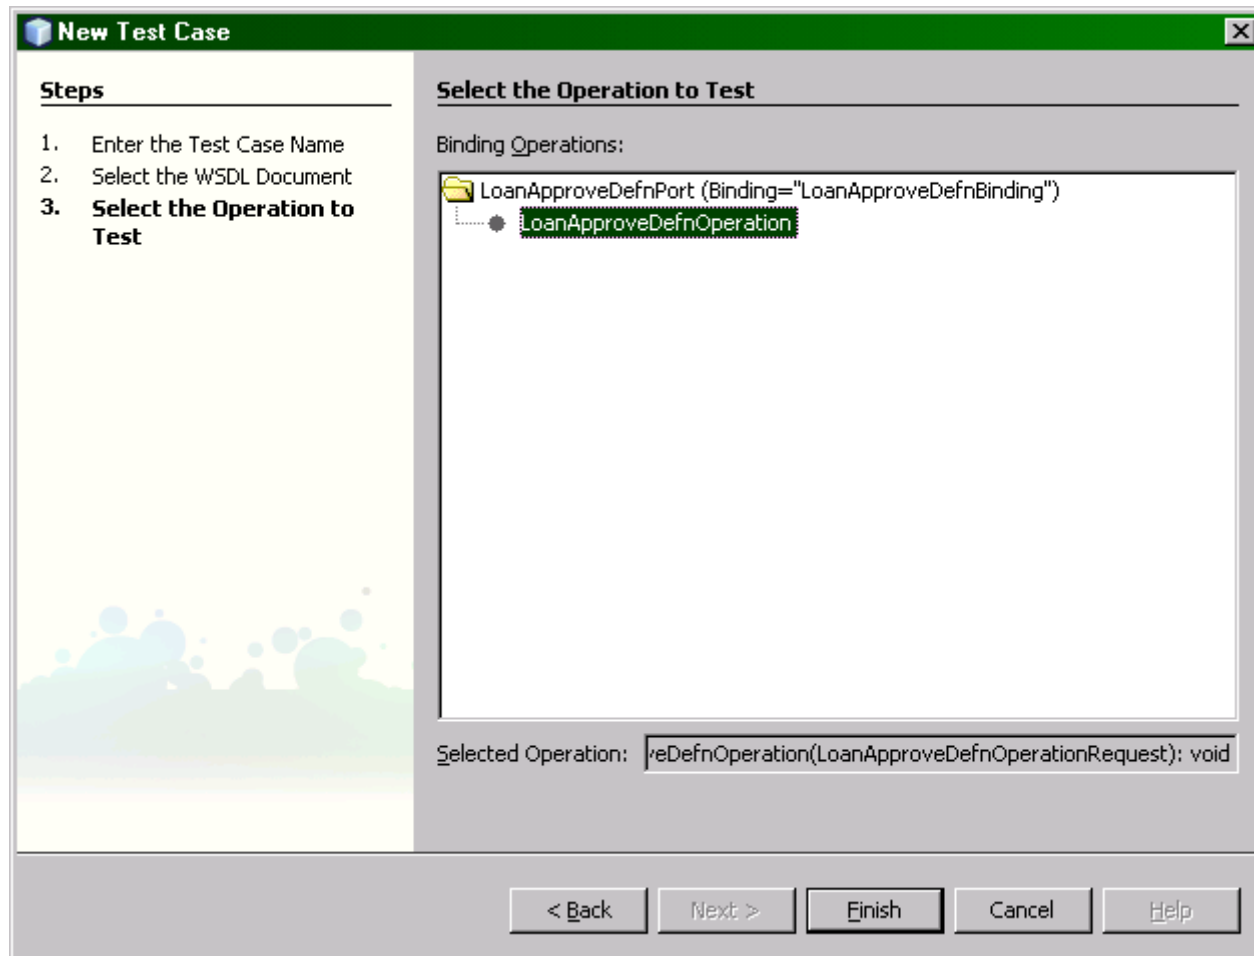 New Test Case
Steps
1. Enter the Test Case Name
2. Select the WSDL Document
3. Select the Operation to
Test
Select the Operation to Test
Binding Operations:
LoanApproveDefnPort (Binding="LoanApproveDefnBinding")
LoanApproveDefnOperation
Selected Operation: veDefnOperation(LoanApproveDefnOperationRequest): void
< Back Next > Finish Cancel Help